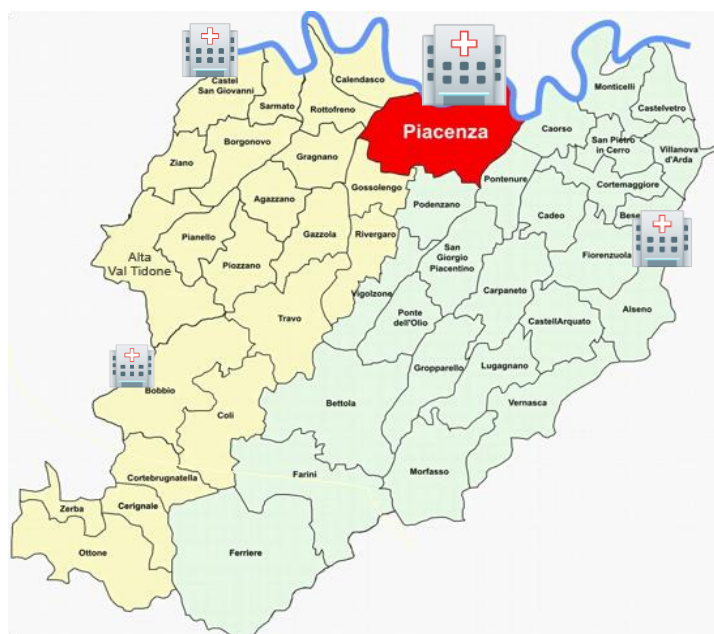 Castel
San Giovanni
Sarmato
Calendasco
Rottofreno
Piacenza
Monticelli
Castelvetro
Caorso
San Pietro
in Cerro
Villanova
d'Arda
Ziano
Borgonovo
Gragnano
Gossolengo
Pontenure
Cortemaggiore
Agazzano
Podenzano
Cadeo
Bese
Pianello
Gazzola
Rivergaro
Alta
Val Tidone
Piozzano
San
Giorgio
Piacentino
Fiorenzuola
Vigolzone
Carpaneto
Travo
Ponte
dell'Olio
CastellArquato
Alseno
Bobbio
Gropparello
Lugagnano
Coli
Bettola
Vernasca
Cortebrugnatella
Farini
Morfasso
Zerba
Cerignale
Ottone
Ferriere